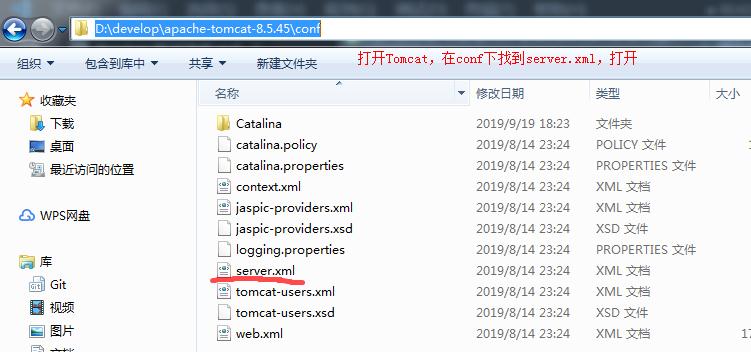 D:\develop\apache-tomcat-8.5.45\conf
组织 包含到库中 共享 新建文件夹 打开Tomcat，在conf下找到server.xml，打开
收藏夹
下载
桌面
最近访问的位置
WPS网盘
库
Git
视频
图片
名称 修改日期 类型 大小
Catalina 2019/9/19 18:23 文件夹
catalina.policy 2019/8/14 23:24 POLICY 文件
catalina.properties 2019/8/14 23:24 PROPERTIES 文件
context.xml 2019/8/14 23:24 XML 文档
jaspic-providers.xml 2019/8/14 23:24 XML 文档
jaspic-providers.xsd 2019/8/14 23:24 XSD 文件
logging.properties 2019/8/14 23:24 PROPERTIES 文件
server.xml 2019/8/14 23:24 XML 文档
tomcat-users.xml 2019/8/14 23:24 XML 文档
tomcat-users.xsd 2019/8/14 23:24 XSD 文件
web.xml 2019/8/14 23:24 XML 文档